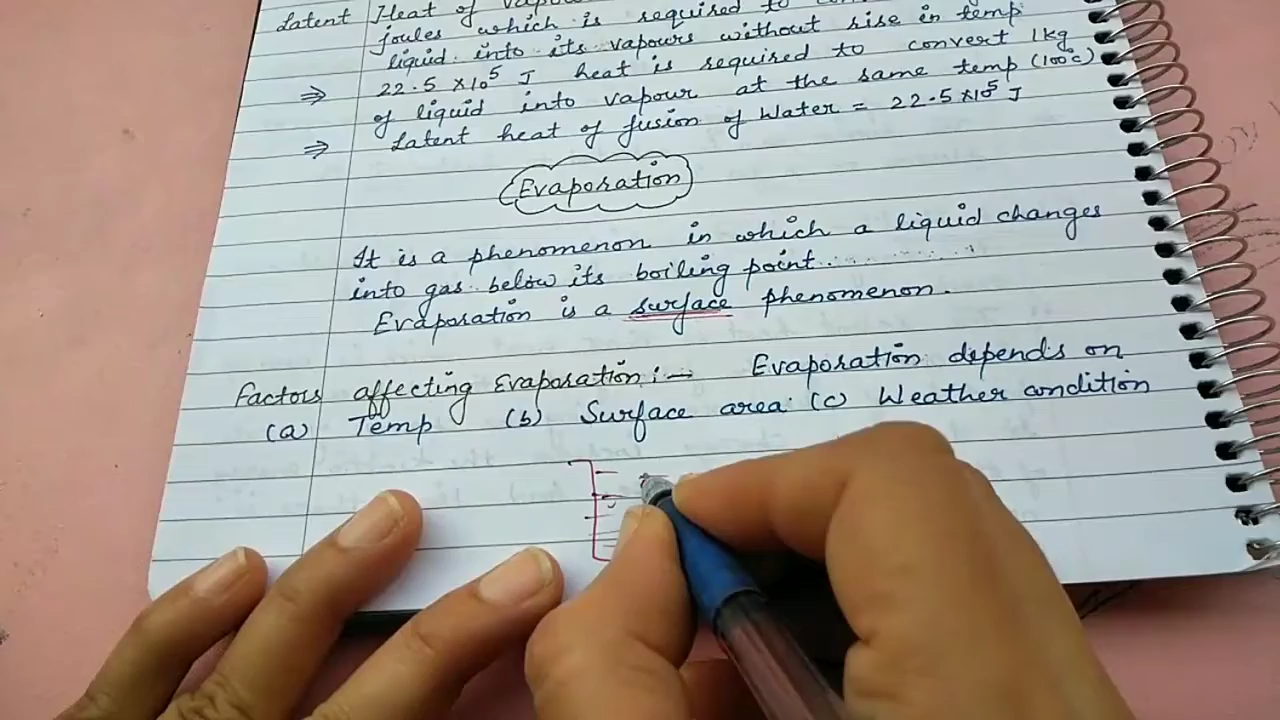 Latent Heat of
joules which is required to
liquid into its vapours without rise in temp
⇒ 22.5 × 10⁵ J heat is required to convert 1 kg
of liquid into vapour at the same temp (100°C)
⇒ Latent heat of fusion of Water = 22.5 × 10⁵ J
Evaporation
It is a phenomenon in which a liquid changes
into gas below its boiling point.
Evaporation is a surface phenomenon.
Factors affecting Evaporation :- Evaporation depends on
(a) Temp (b) Surface area (c) Weather condition